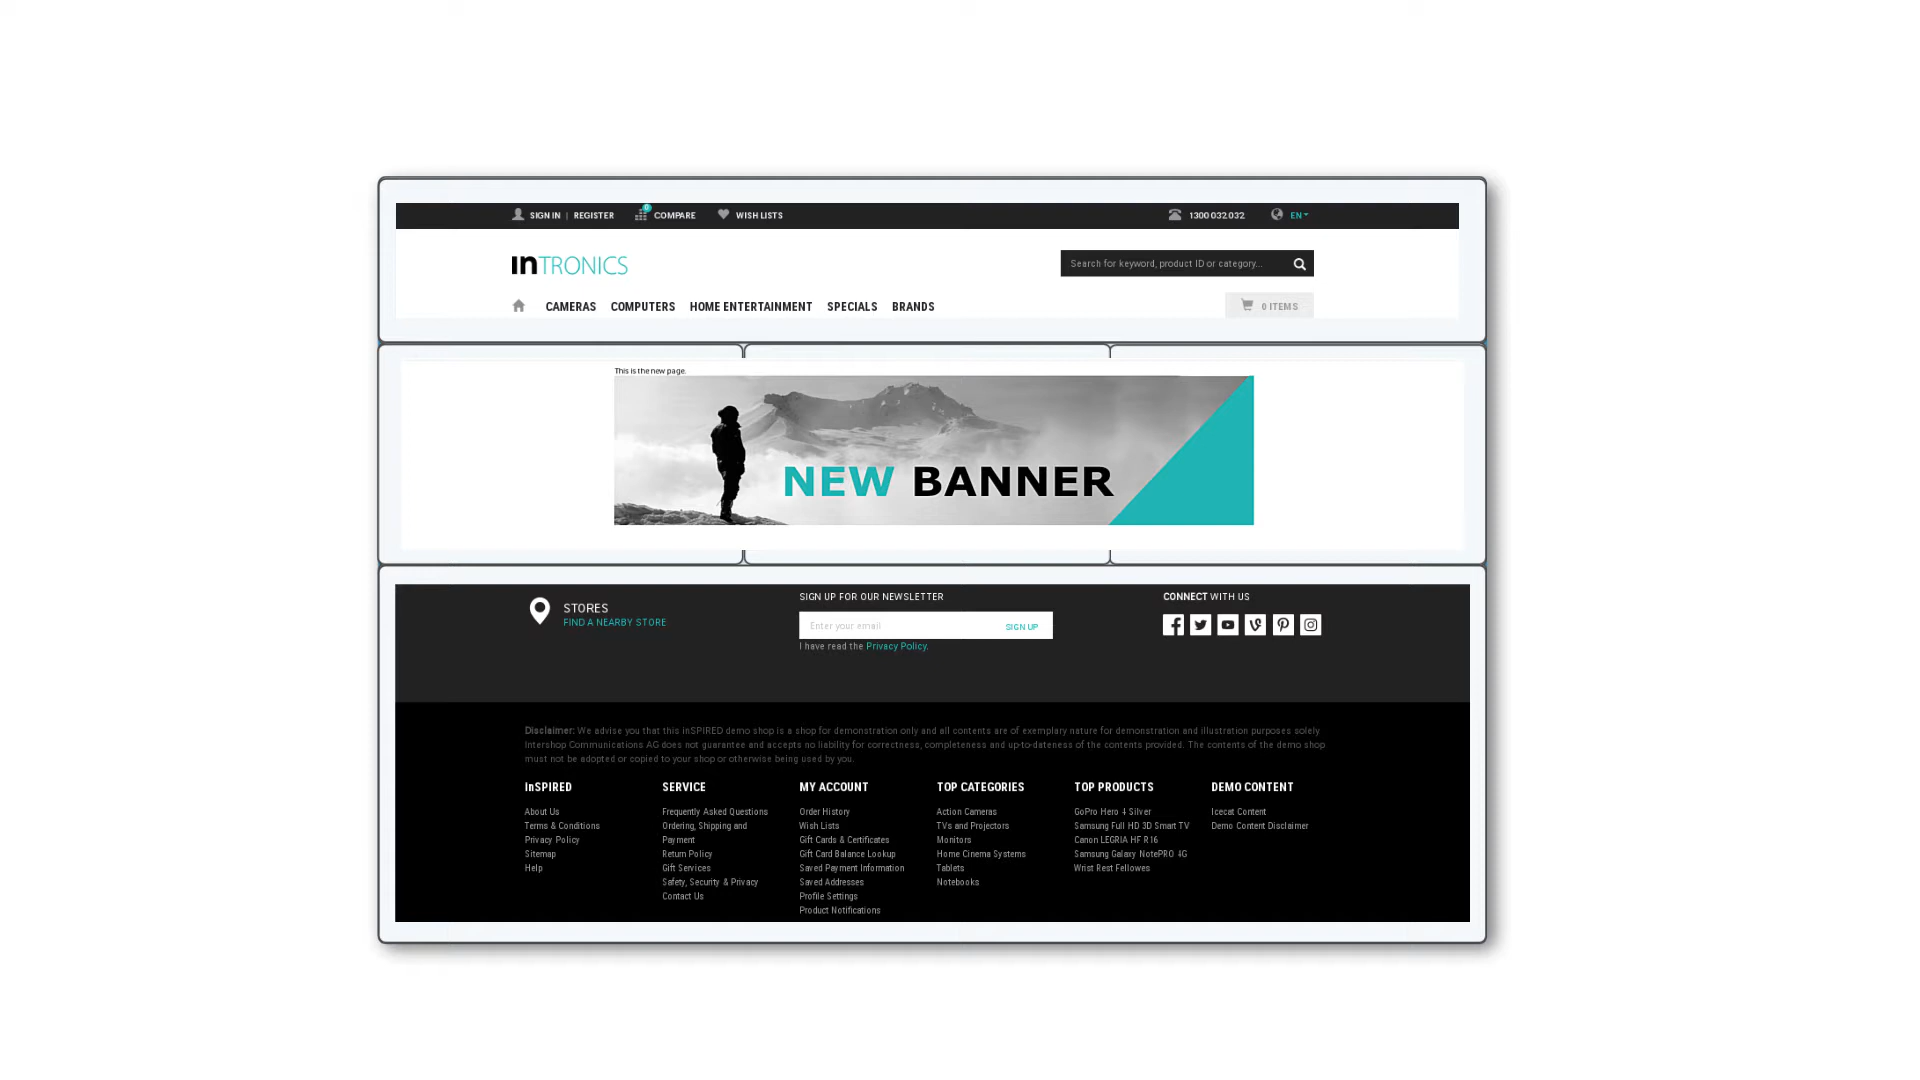 SIGN IN | REGISTER 0 COMPARE WISH LISTS 1300 032 032 EN
inTRONICS Search for keyword, product ID or category...
CAMERAS COMPUTERS HOME ENTERTAINMENT SPECIALS BRANDS 0 ITEMS
This is the new page.
NEW BANNER
STORES
FIND A NEARBY STORE
SIGN UP FOR OUR NEWSLETTER
Enter your email SIGN UP
I have read the Privacy Policy.
CONNECT WITH US
Disclaimer: We advise you that this inSPIRED demo shop is a shop for demonstration only and all contents are of exemplary nature for demonstration and illustration purposes solely
Intershop Communications AG does not guarantee and accepts no liability for correctness, completeness and up-to-dateness of the contents provided. The contents of the demo shop
must not be adopted or copied to your shop or otherwise being used by you.
InSPIRED
About Us
Terms & Conditions
Privacy Policy
Sitemap
Help
SERVICE
Frequently Asked Questions
Ordering, Shipping and
Payment
Return Policy
Gift Services
Safety, Security & Privacy
Contact Us
MY ACCOUNT
Order History
Wish Lists
Gift Cards & Certificates
Gift Card Balance Lookup
Saved Payment Information
Saved Addresses
Profile Settings
Product Notifications
TOP CATEGORIES
Action Cameras
TVs and Projectors
Monitors
Home Cinema Systems
Tablets
Notebooks
TOP PRODUCTS
GoPro Hero 4 Silver
Samsung Full HD 3D Smart TV
Canon LEGRIA HF R16
Samsung Galaxy NotePRO 4G
Wrist Rest Fellowes
DEMO CONTENT
Icecat Content
Demo Content Disclaimer